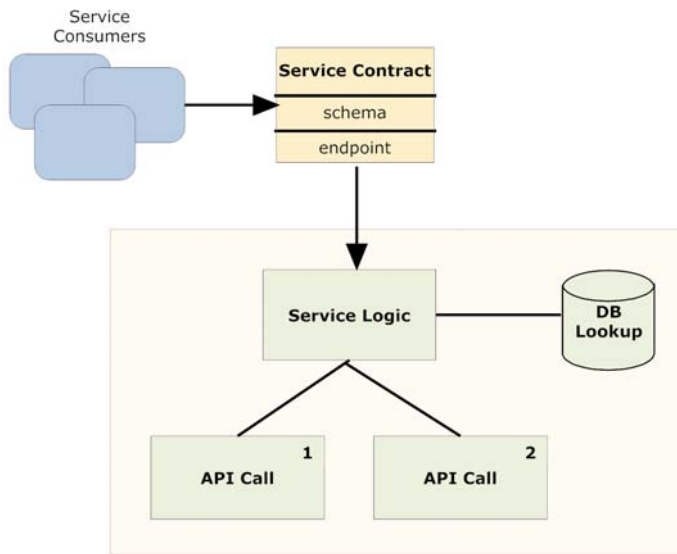 Service
Consumers
Service Contract
schema
endpoint
Service Logic
DB
Lookup
1
API Call
2
API Call